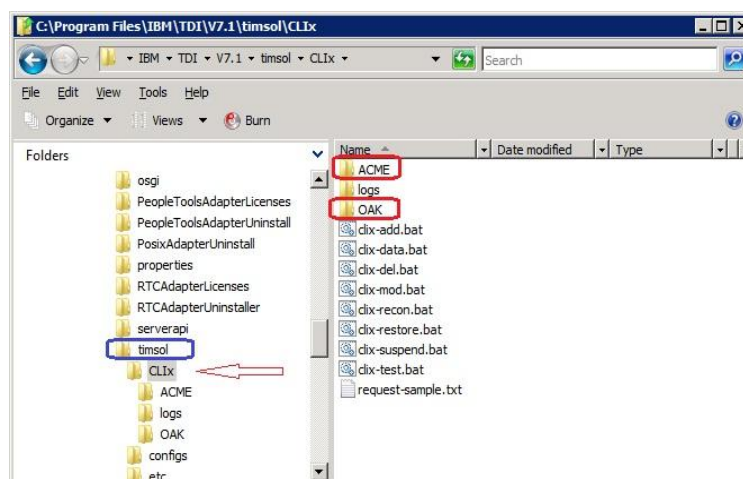 C:\Program Files\IBM\TDI\V7.1\timsol\CLIx
IBM ▾ TDI ▾ V7.1 ▾ timsol ▾ CLIx ▾
Search
File Edit View Tools Help
Organize ▾ Views ▾ Burn
Folders
osgi
PeopleToolsAdapterLicenses
PeopleToolsAdapterUninstall
PosixAdapterUninstall
properties
RTCAdapterLicenses
RTCAdapterUninstaller
serverapi
timsol
CLIx
ACME
logs
OAK
configs
etc
Name Date modified Type
ACME
logs
OAK
clix-add.bat
clix-data.bat
clix-del.bat
clix-mod.bat
clix-recon.bat
clix-restore.bat
clix-suspend.bat
clix-test.bat
request-sample.txt